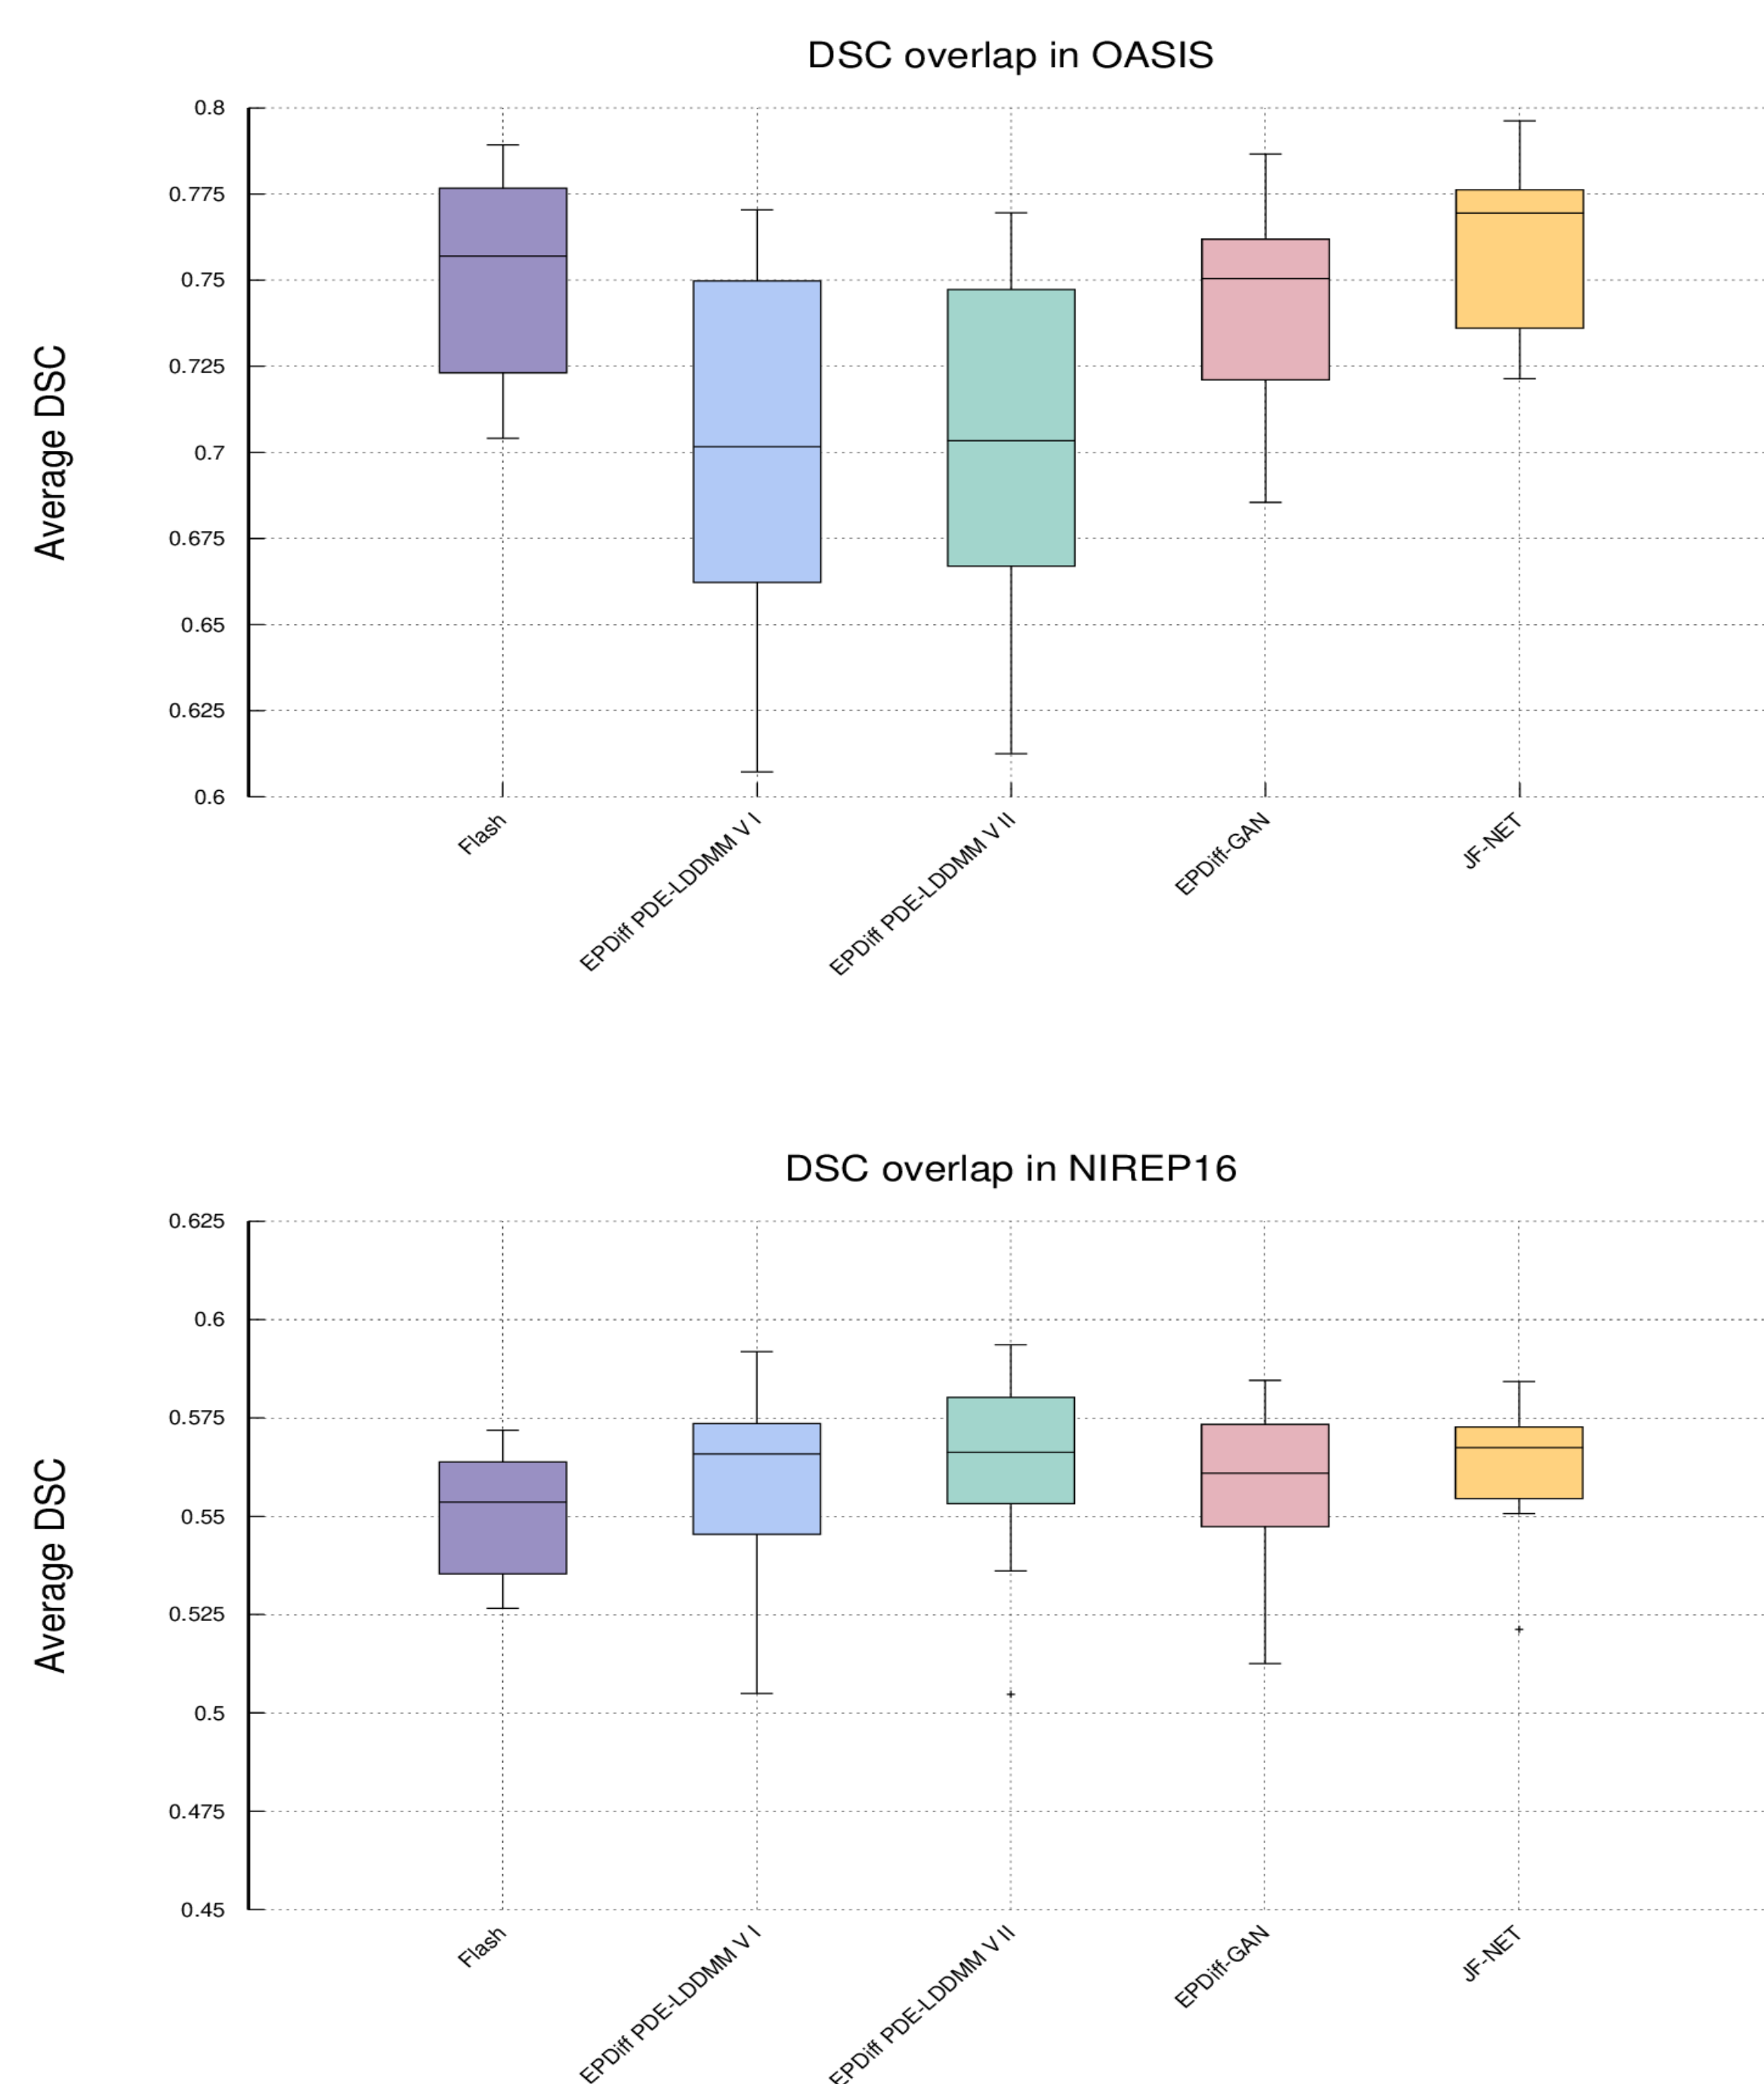 DSC overlap in OASIS
Average DSC
0.8
0.775
0.75
0.725
0.7
0.675
0.65
0.625
0.6
Flash
EPDiff PDE-LDDMM V I
EPDiff PDE-LDDMM V II
EPDiff-GAN
JF-NET
DSC overlap in NIREP16
Average DSC
0.625
0.6
0.575
0.55
0.525
0.5
0.475
0.45
Flash
EPDiff PDE-LDDMM V I
EPDiff PDE-LDDMM V II
EPDiff-GAN
JF-NET